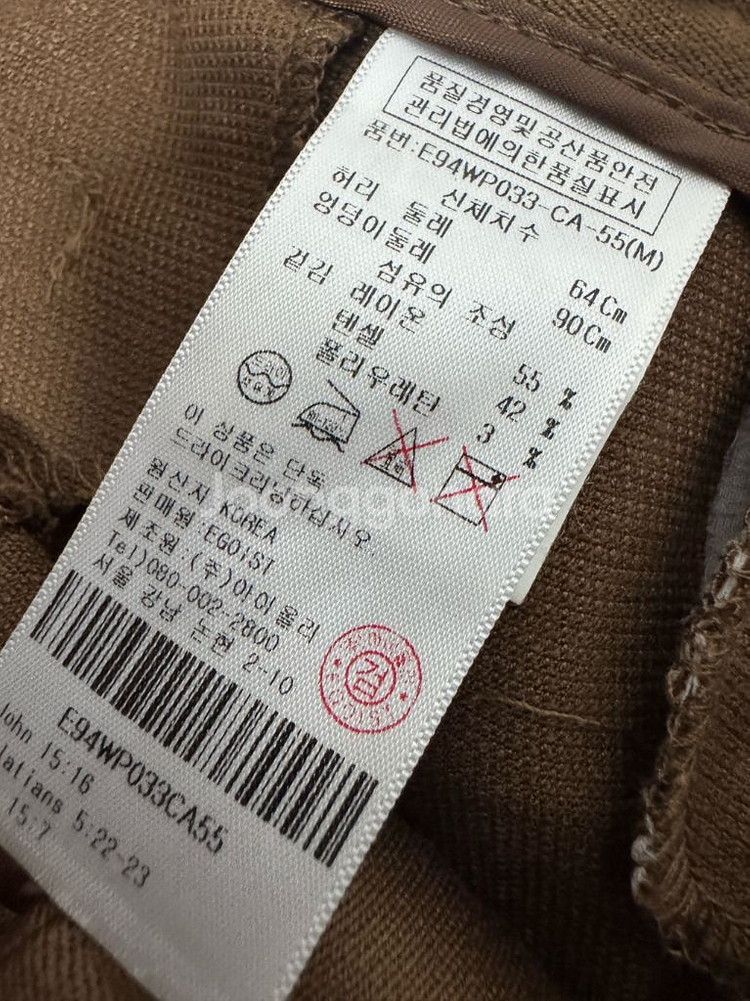 품질경영및공산품안전
관리법에의한품질표시
품번:E94WP033-CA-55(M)
신체치수
허리 둘레 64Cm
엉덩이둘레 90Cm
섬유의 조성
겉감 레이온 55 %
텐셀 42 %
폴리우레탄 3 %
이 상품은 단독
드라이크리닝하십시오.
원산지 KOREA
판매원:EGOIST
제조원:(주)아이올리
Tel)080-002-2800
서울 강남 논현 2-10
검
E94WP033CA55
John 15:16
latians 5:22-23
15:7